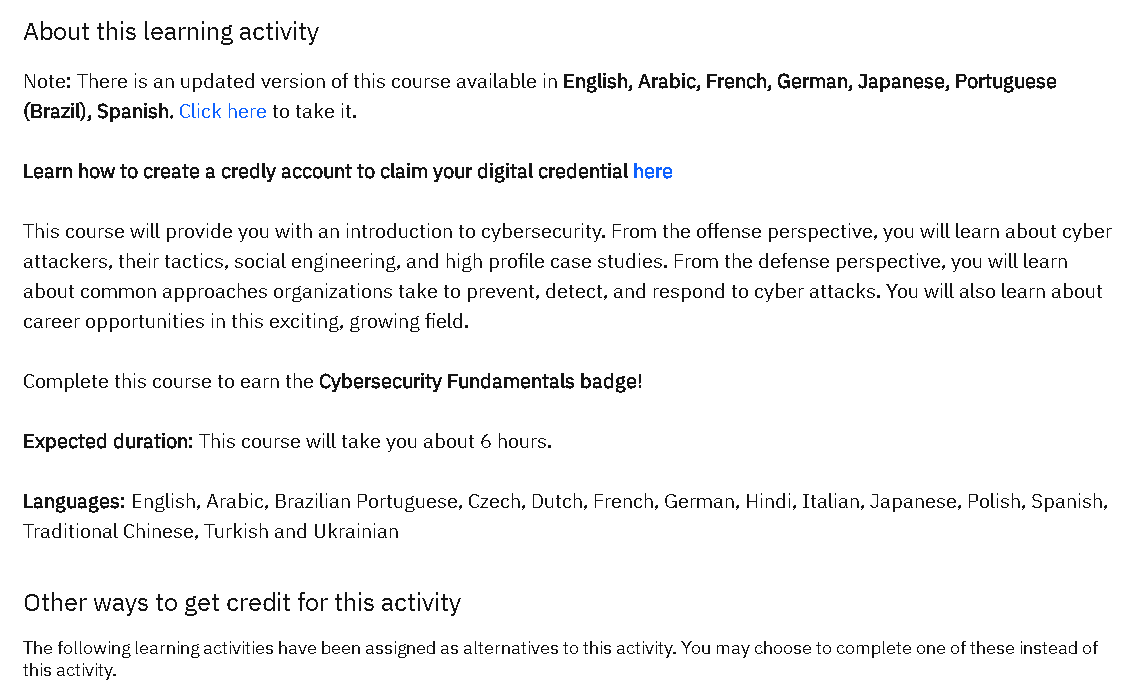 About this learning activity
Note: There is an updated version of this course available in English, Arabic, French, German, Japanese, Portuguese
(Brazil), Spanish. Click here to take it.
Learn how to create a credly account to claim your digital credential here
This course will provide you with an introduction to cybersecurity. From the offense perspective, you will learn about cyber
attackers, their tactics, social engineering, and high profile case studies. From the defense perspective, you will learn
about common approaches organizations take to prevent, detect, and respond to cyber attacks. You will also learn about
career opportunities in this exciting, growing field.
Complete this course to earn the Cybersecurity Fundamentals badge!
Expected duration: This course will take you about 6 hours.
Languages: English, Arabic, Brazilian Portuguese, Czech, Dutch, French, German, Hindi, Italian, Japanese, Polish, Spanish,
Traditional Chinese, Turkish and Ukrainian
Other ways to get credit for this activity
The following learning activities have been assigned as alternatives to this activity. You may choose to complete one of these instead of
this activity.